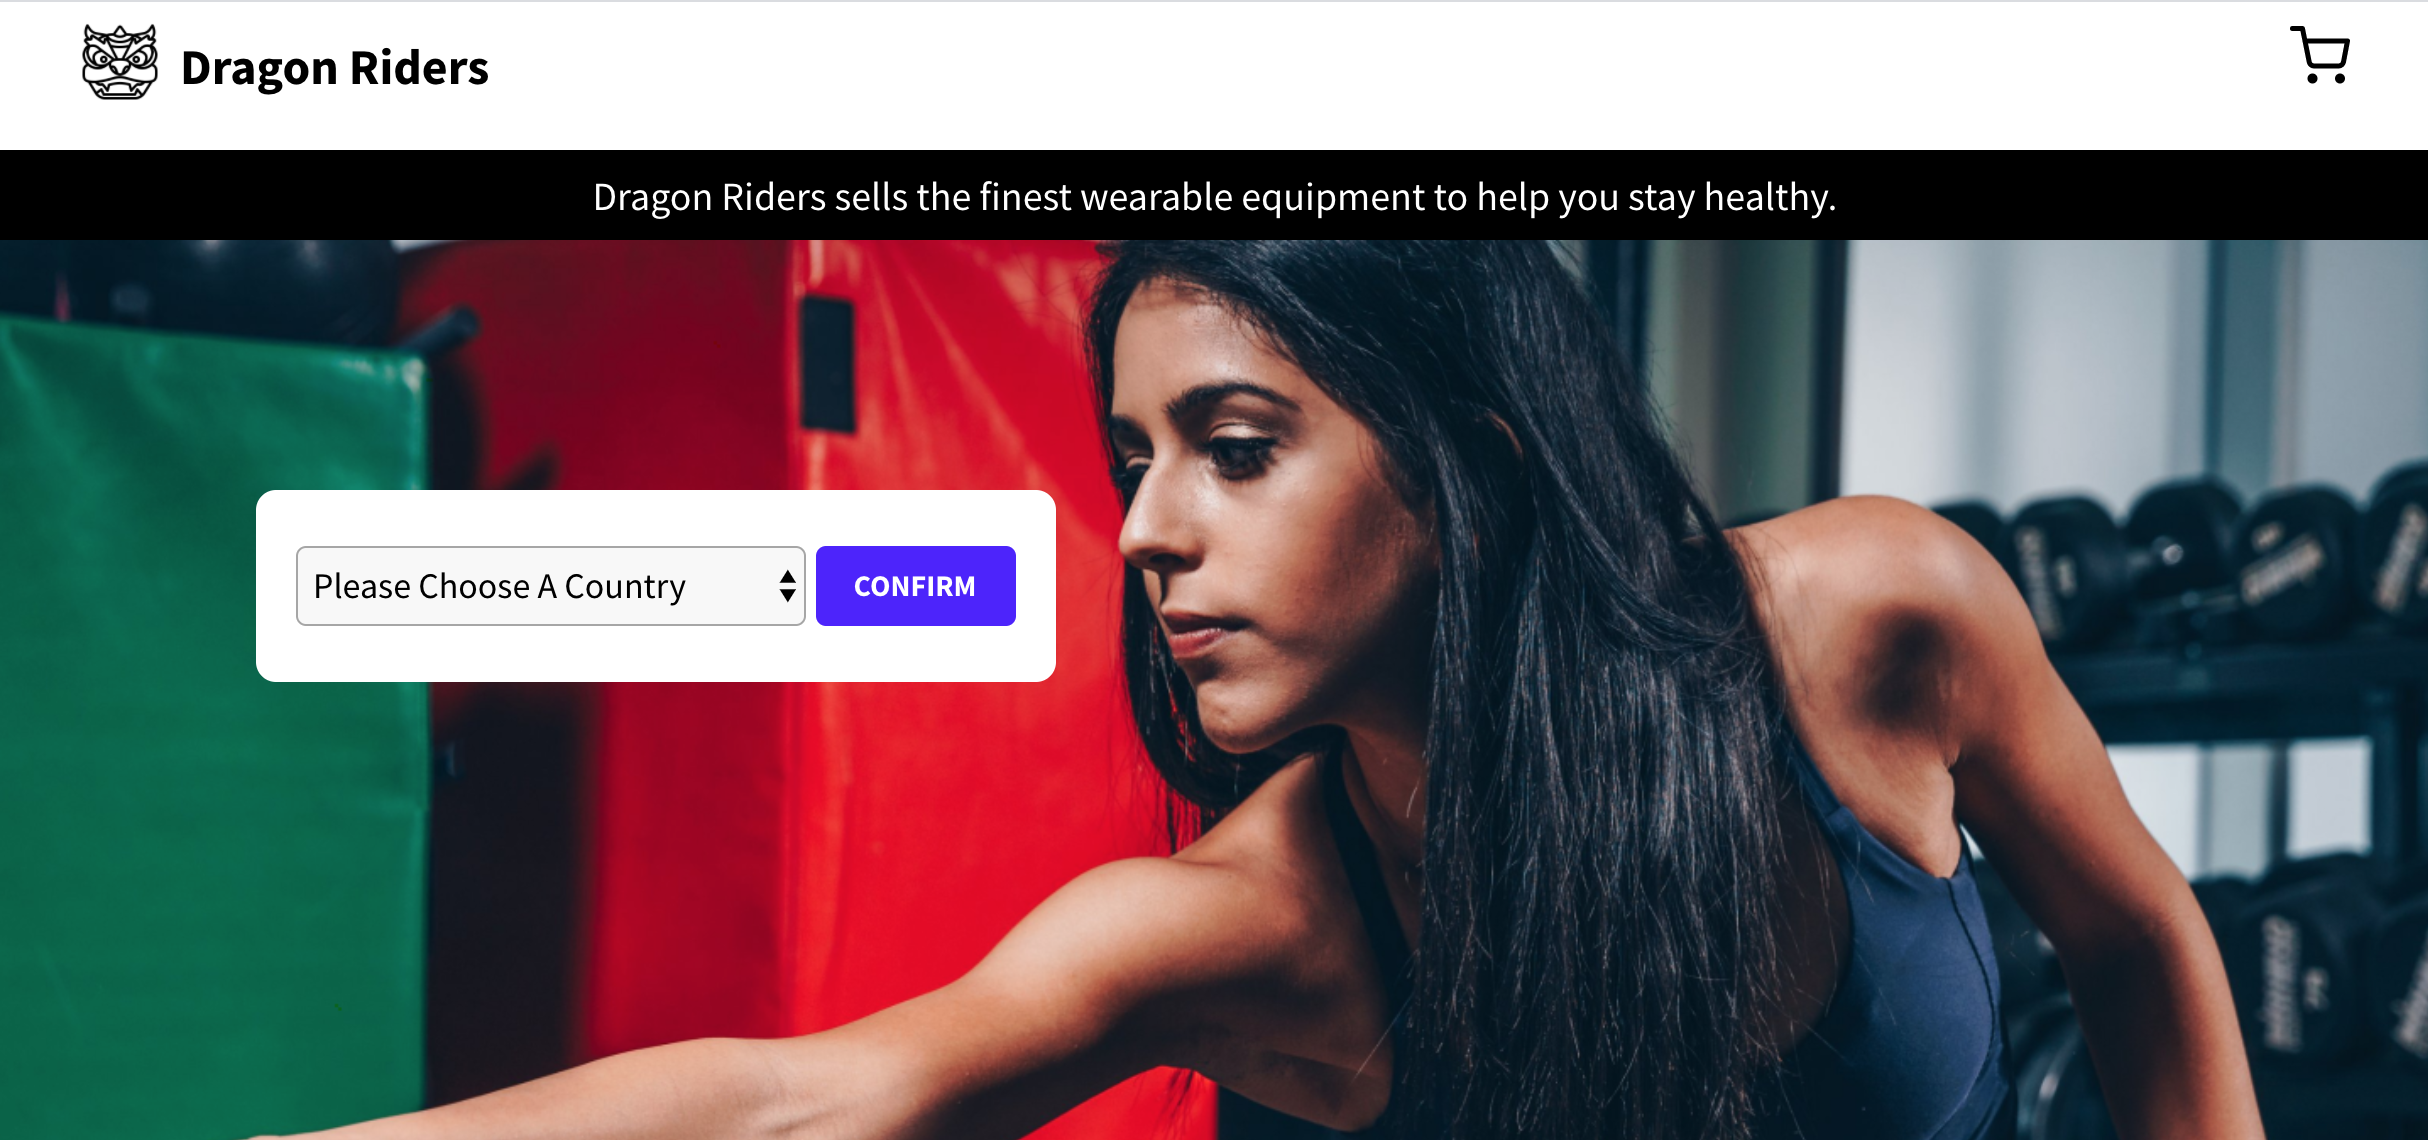 Dragon Riders
Dragon Riders sells the finest wearable equipment to help you stay healthy.
Please Choose A Country
CONFIRM